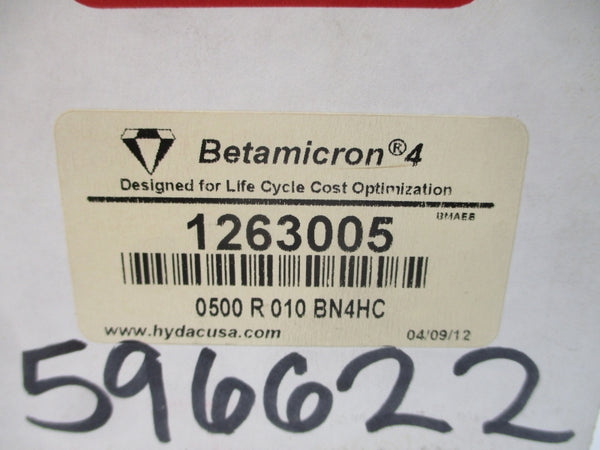 Betamicron®4
Designed for Life Cycle Cost Optimization
1263005
0500 R 010 BN4HC
www.hydacusa.com 04/09/12
596622